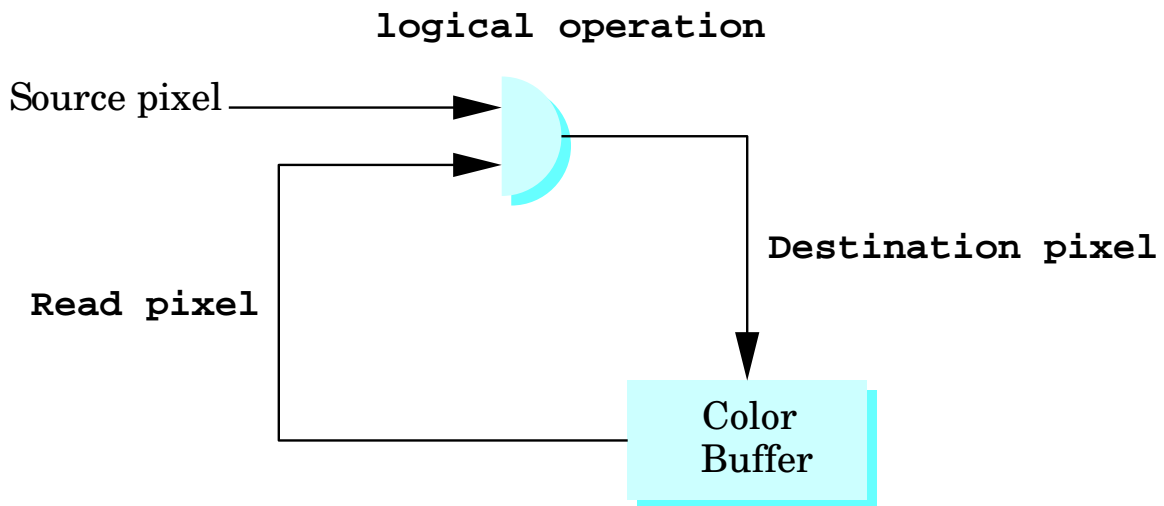 logical operation
Source pixel
Destination pixel
Read pixel
Color
Buffer